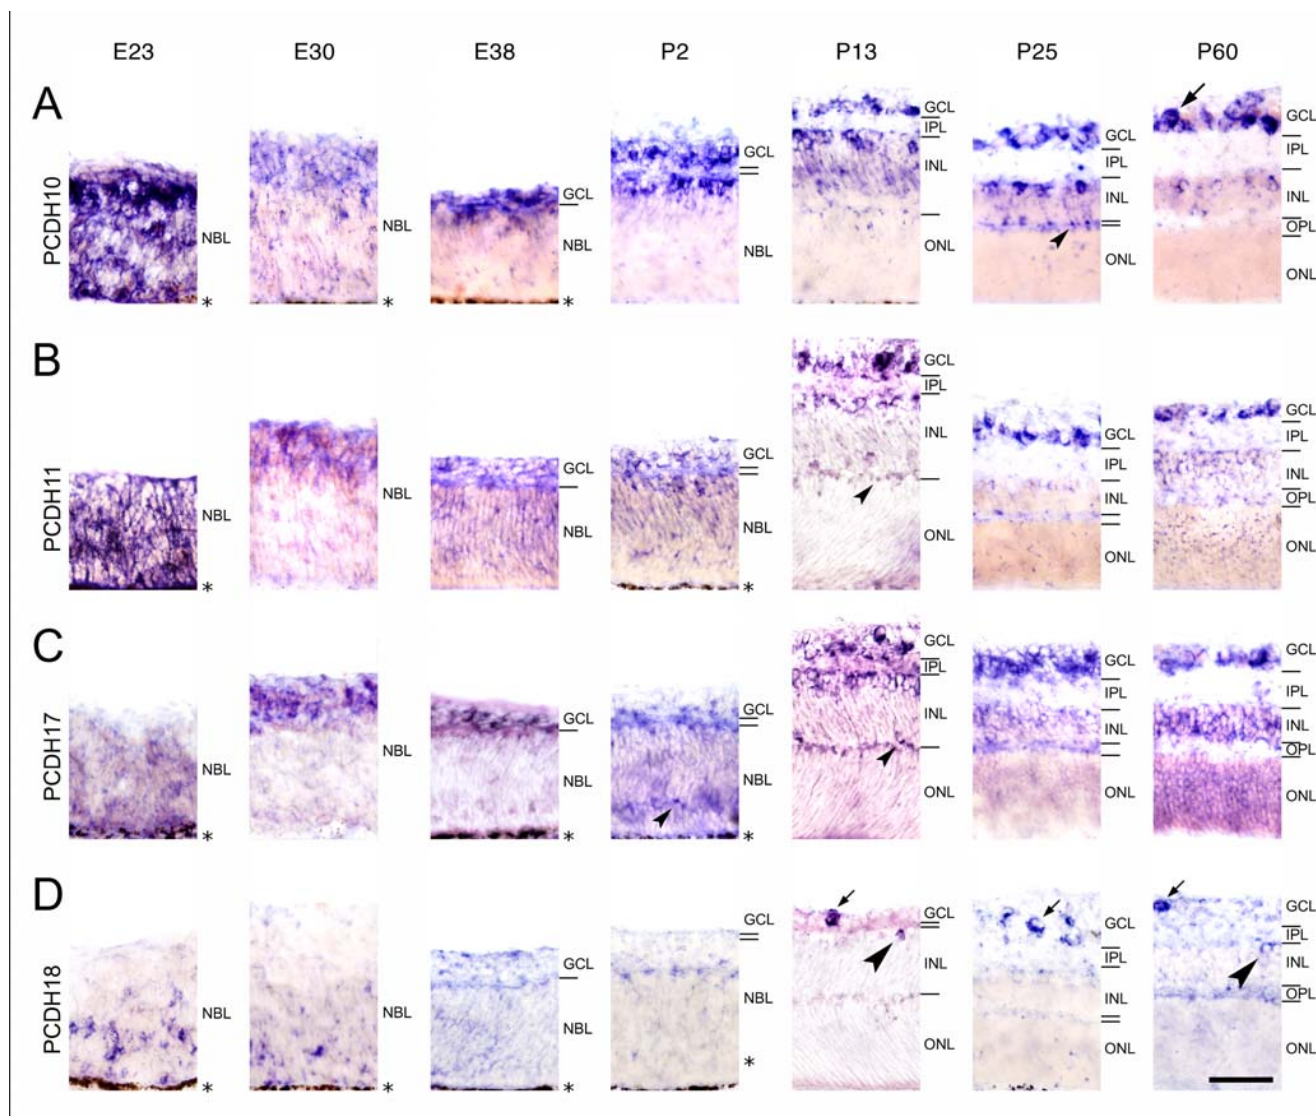 E23 E30 E38 P2 P13 P25 P60
A
PCDH10
NBL
*
NBL
*
GCL
NBL
*
GCL
NBL
GCL
IPL
INL
ONL
GCL
IPL
INL
ONL
GCL
IPL
INL
OPL
ONL
B
PCDH11
NBL
*
NBL
GCL
NBL
GCL
NBL
*
GCL
IPL
INL
ONL
GCL
IPL
INL
ONL
GCL
IPL
INL
OPL
ONL
C
PCDH17
NBL
*
NBL
GCL
NBL
*
GCL
NBL
*
GCL
IPL
INL
ONL
GCL
IPL
INL
ONL
GCL
IPL
INL
OPL
ONL
D
PCDH18
NBL
*
NBL
*
GCL
NBL
*
GCL
NBL
*
GCL
INL
ONL
GCL
IPL
INL
ONL
GCL
IPL
INL
OPL
ONL